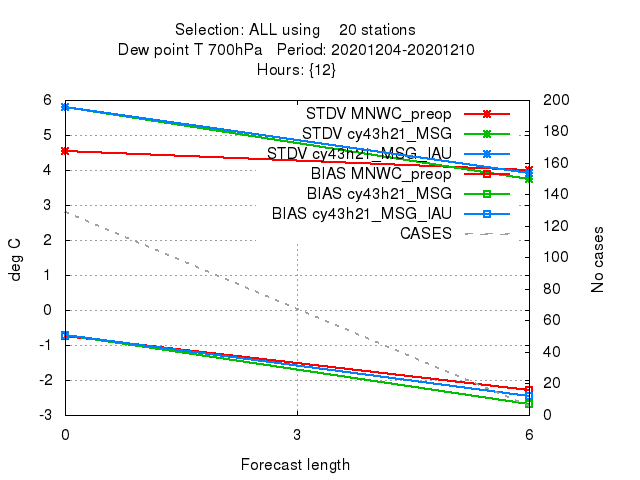 Selection: ALL using    20 stations
Dew point T 700hPa   Period: 20201204-20201210
Hours: {12}
6 200
STDV MNWC_preop
180
5 STDV cy43h21_MSG
160
STDV cy43h21_MSG_IAU
4 BIAS MNWC_preop
140
BIAS cy43h21_MSG
3 BIAS cy43h21_MSG_IAU
120
2 CASES
100
1
80
0
60
-1
40
-2
20
-3 0
deg C
No cases
0 3 6
Forecast length